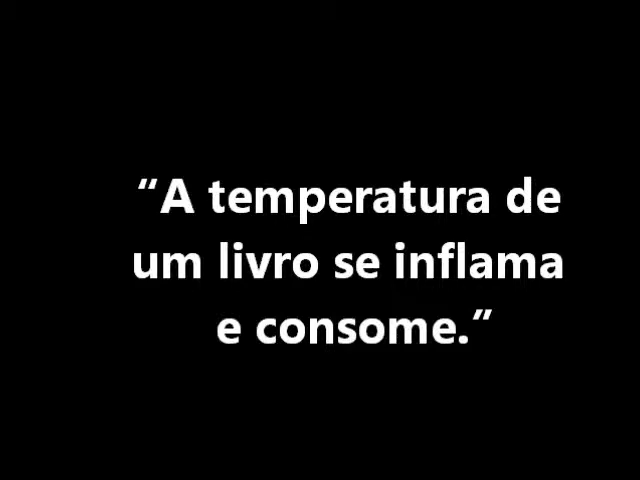 “A temperatura de
um livro se inflama
e consome.”